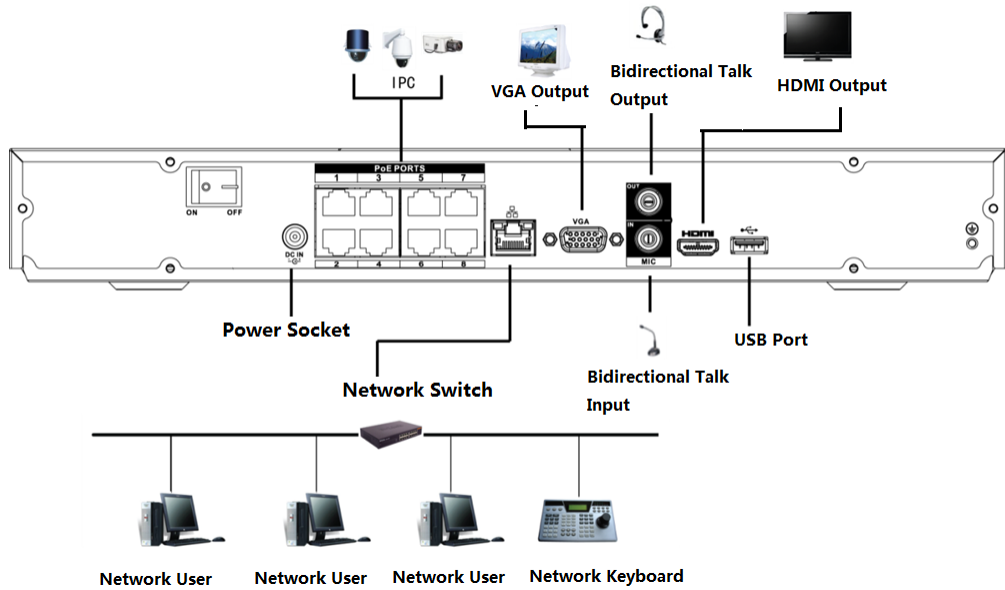 IPC
VGA Output
Bidirectional Talk
Output
HDMI Output
PoE PORTS
1 3 5 7
ON OFF
DC IN
2 4 6 8
VGA
OUT
IN
MIC
HDMI
Power Socket
Network Switch
Bidirectional Talk
Input
USB Port
Network User
Network User
Network User
Network Keyboard